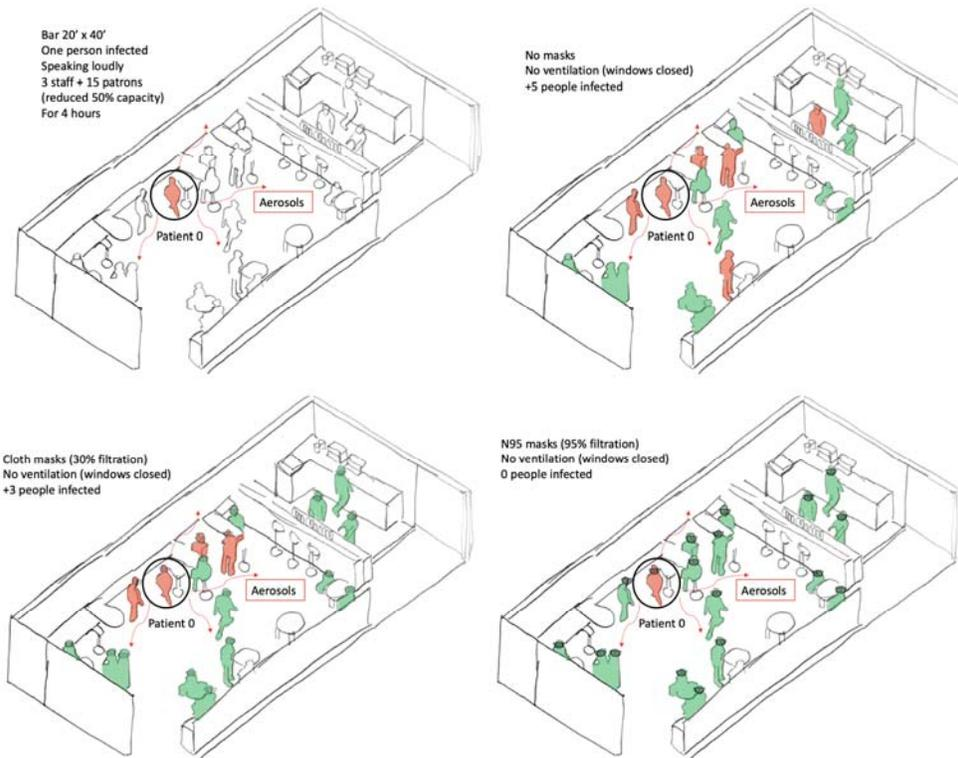 Bar 20' x 40'
One person infected
Speaking loudly
3 staff + 15 patrons
(reduced 50% capacity)
For 4 hours
Aerosols
Patient 0
No masks
No ventilation (windows closed)
+5 people infected
Aerosols
Patient 0
Cloth masks (30% filtration)
No ventilation (windows closed)
+3 people infected
Aerosols
Patient 0
N95 masks (95% filtration)
No ventilation (windows closed)
0 people infected
Aerosols
Patient 0